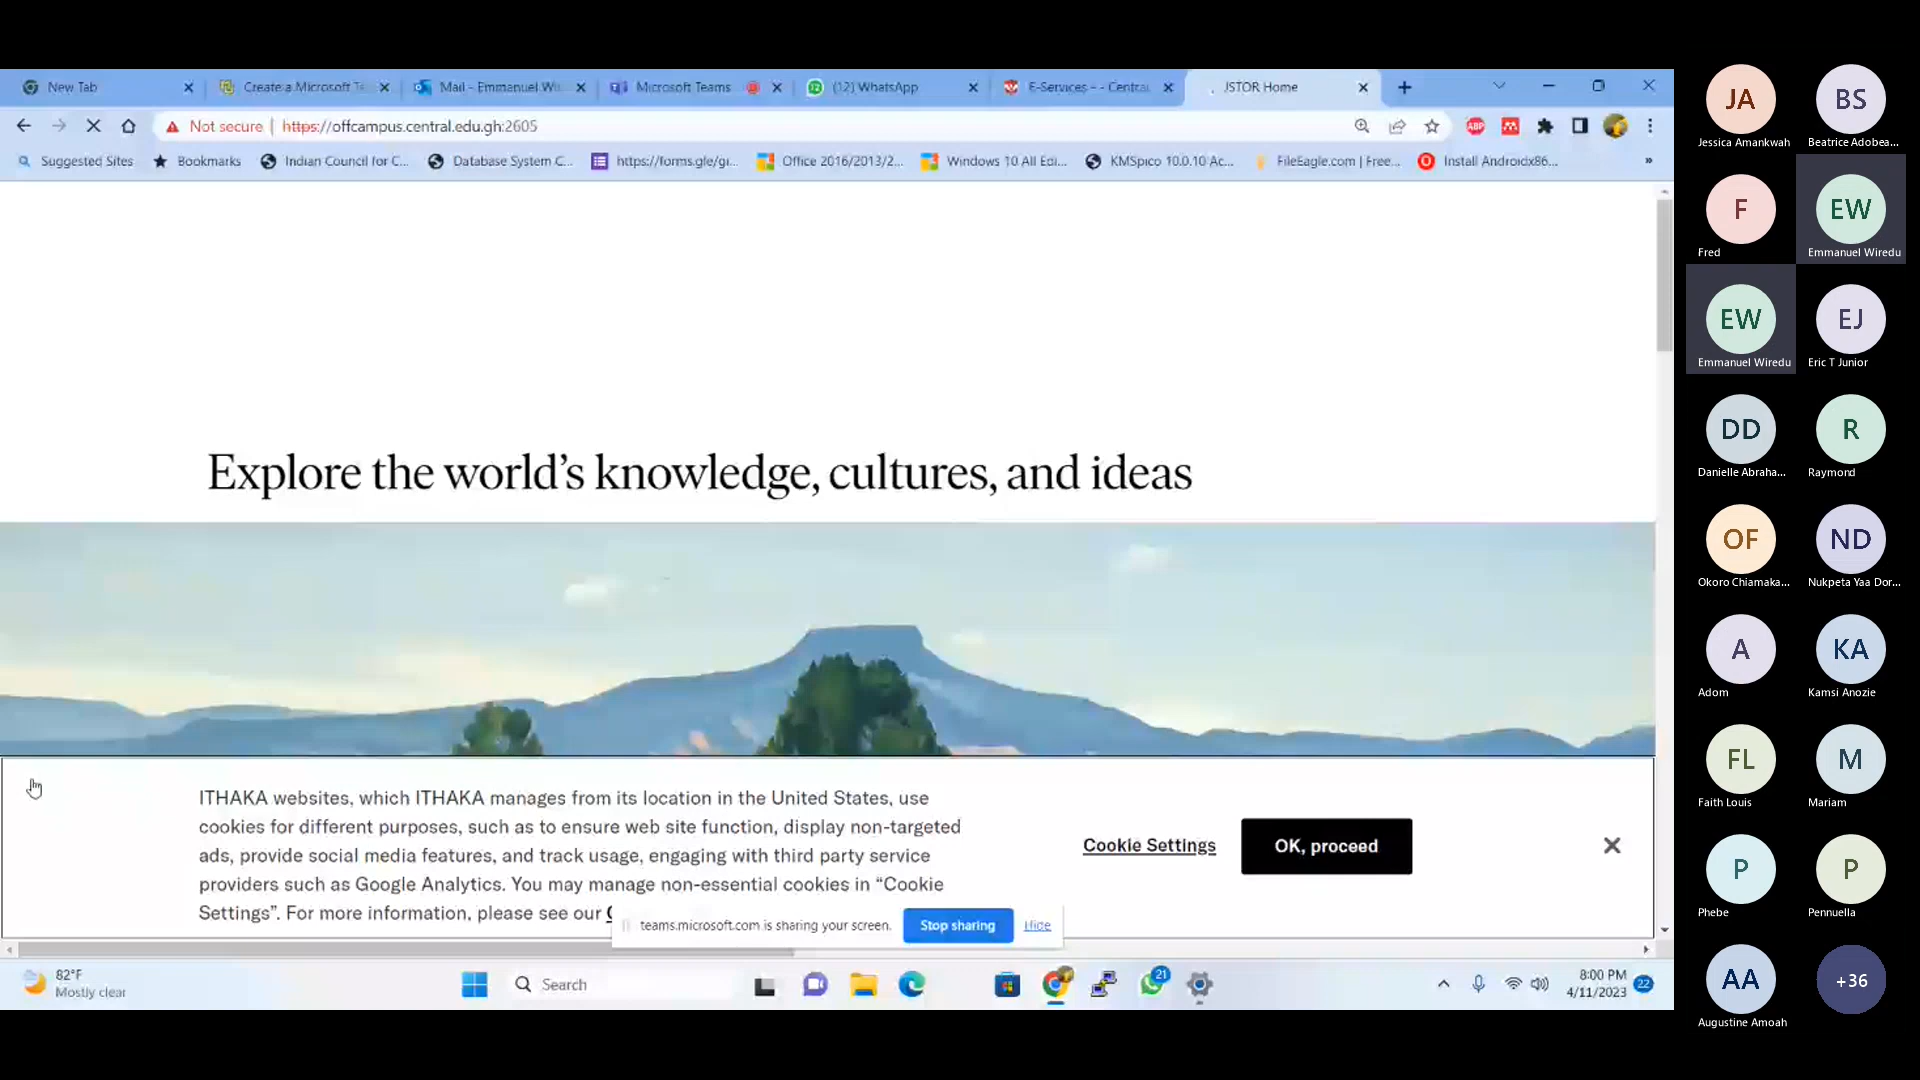 New Tab
Create a Microsoft Te
Mail - Emmanuel Wi
Microsoft Teams
(12) WhatsApp
E-Services - - Central
JSTOR Home
Not secure
https://offcampus.central.edu.gh:2605
ABP
Suggested Sites
Bookmarks
Indian Council for C...
Database System C...
https://forms.gle/gr...
Office 2016/2013/2...
Windows 10 All Edi...
KMSpico 10.0.10 Ac...
FileEagle.com | Free...
Install Androidx86...
»
Explore the world's knowledge, cultures, and ideas
ITHAKA websites, which ITHAKA manages from its location in the United States, use
cookies for different purposes, such as to ensure web site function, display non-targeted
ads, provide social media features, and track usage, engaging with third party service
providers such as Google Analytics. You may manage non-essential cookies in “Cookie
Settings”. For more information, please see our
Cookie Settings
OK, proceed
teams.microsoft.com is sharing your screen.
Stop sharing
Hide
82°F
Mostly clear
Search
21
8:00 PM
4/11/2023
22
JA
Jessica Amankwah
BS
Beatrice Adobea...
F
Fred
EW
Emmanuel Wiredu
EW
Emmanuel Wiredu
EJ
Eric T Junior
DD
Danielle Abraha...
R
Raymond
OF
Okoro Chiamaka...
ND
Nukpeta Yaa Dor...
A
Adom
KA
Kamsi Anozie
FL
Faith Louis
M
Mariam
P
Phebe
P
Pennuella
AA
Augustine Amoah
+36